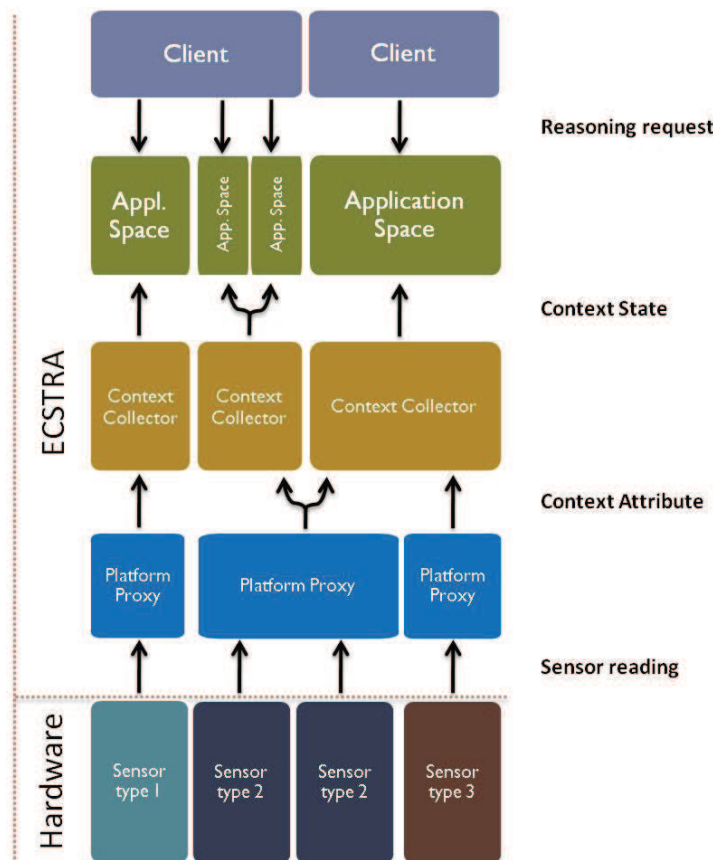 Client
Client
Reasoning request
Appl.
Space
App. Space
App. Space
Application
Space
Context State
ECSTRA
Context
Collector
Context
Collector
Context Collector
Context Attribute
Platform
Proxy
Platform Proxy
Platform
Proxy
Sensor reading
Hardware
Sensor
type 1
Sensor
type 2
Sensor
type 2
Sensor
type 3